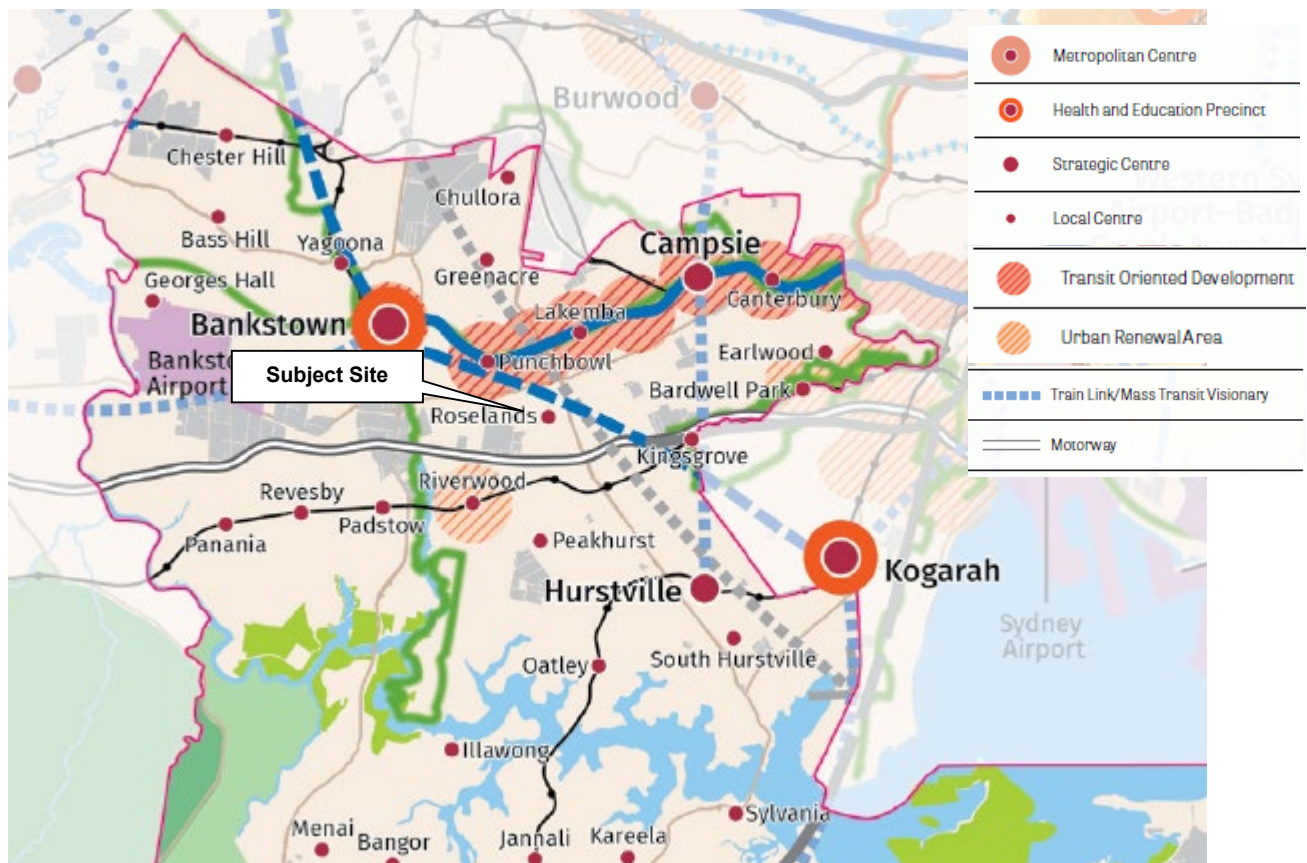 Burwood
Chester Hill
Chullora
Bass Hill
Yagoona
Campsie
Georges Hall
Greenacre
Canterbury
Lakemba
Bankstown
Earlwood
Punchbowl
Airport
Subject Site
Bardwell Park
Roselands
Kingsgrove
Riverwood
Revesby
Padstow
Panania
Peakhurst
Kogarah
Hurstville
Sydney
Airport
South Hurstville
Oatley
Illawong
Sylvania
Menai
Bangor
Jannali
Kareela
Metropolitan Centre
Health and Education Precinct
Strategic Centre
Local Centre
Transit Oriented Development
Urban Renewal Area
Train Link/Mass Transit Visionary
Motorway